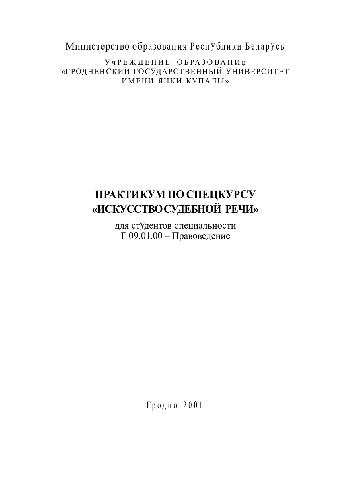 Министерство образования Республики Беларусь
УЧРЕЖДЕНИЕ ОБРАЗОВАНИЯ
«ГРОДНЕНСКИЙ ГОСУДАРСТВЕННЫЙ УНИВЕРСИТЕТ
ИМЕНИ ЯНКИ КУПАЛЫ»
ПРАКТИКУМ ПО СПЕЦКУРСУ
«ИСКУССТВО СУДЕБНОЙ РЕЧИ»
для студентов специальности
Г 09.01.00 – Правоведение
Гродно 2001